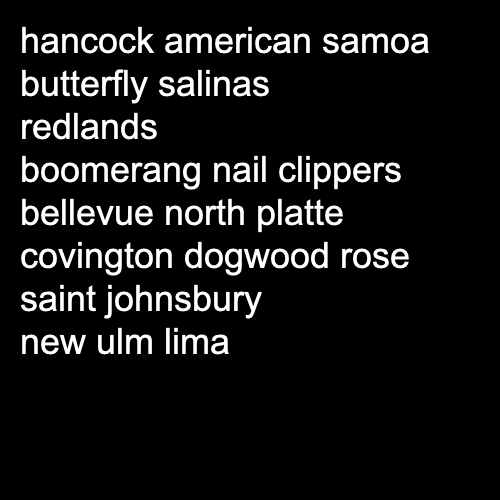 hancock american samoa
butterfly salinas
redlands
boomerang nail clippers
bellevue north platte
covington dogwood rose
saint johnsbury
new ulm lima